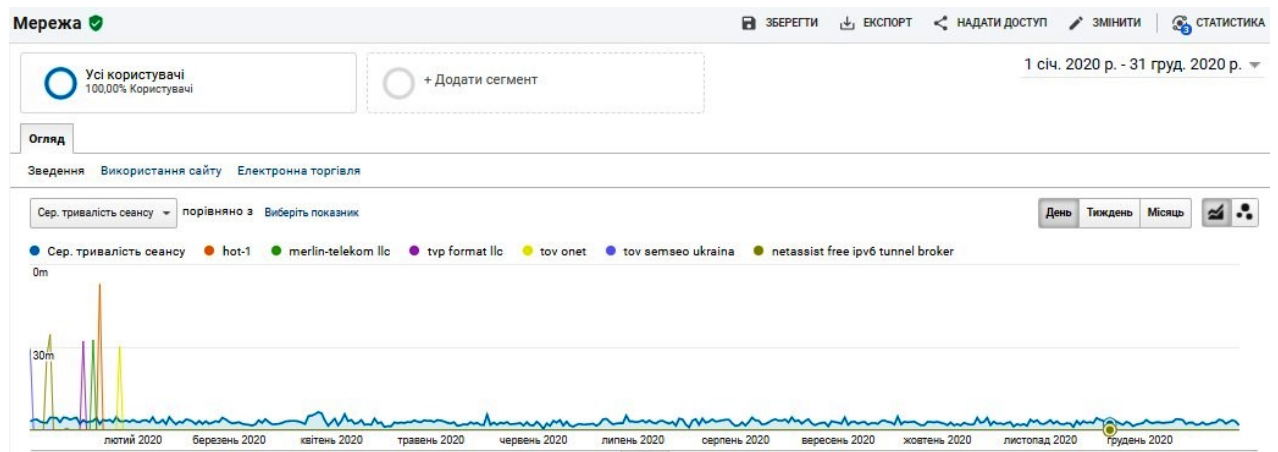 Мережа
ЗБЕРЕГТИ ЕКСПОРТ НАДАТИ ДОСТУП ЗМІНИТИ 3 СТАТИСТИКА
Усі користувачі
100,00% Користувачі
+ Додати сегмент
1 січ. 2020 р. - 31 груд. 2020 р.
Огляд
Зведення Використання сайту Електронна торгівля
Сер. тривалість сеансу порівняно з Виберіть показник
День Тиждень Місяць
Сер. тривалість сеансу hot-1 merlin-telekom llc tvp format llc tov onet tov semseo ukraina netassist free ipv6 tunnel broker
0m
30m
лютий 2020 березень 2020 квітень 2020 травень 2020 червень 2020 липень 2020 серпень 2020 вересень 2020 жовтень 2020 листопад 2020 грудень 2020